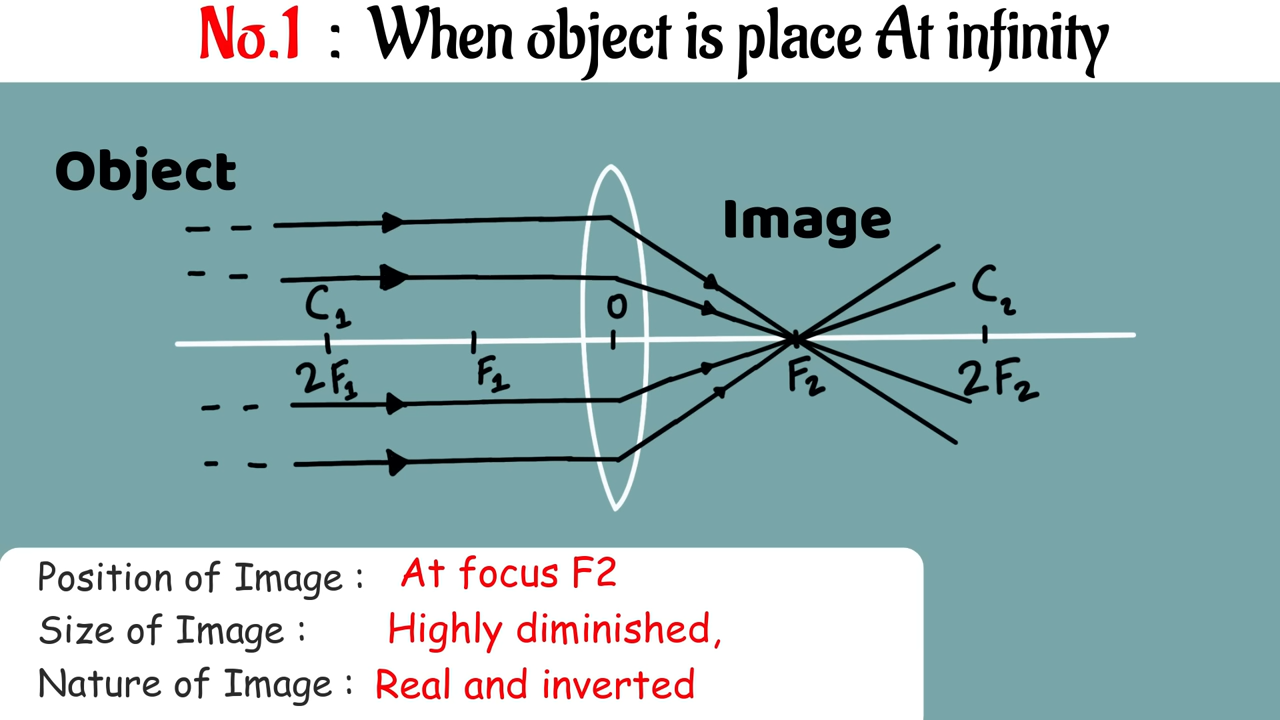 No.1 : When object is place At infinity
Object
Image
C₁
O
C₂
2F₁
F₁
F₂
2F₂
Position of Image : At focus F2
Size of Image : Highly diminished,
Nature of Image : Real and inverted